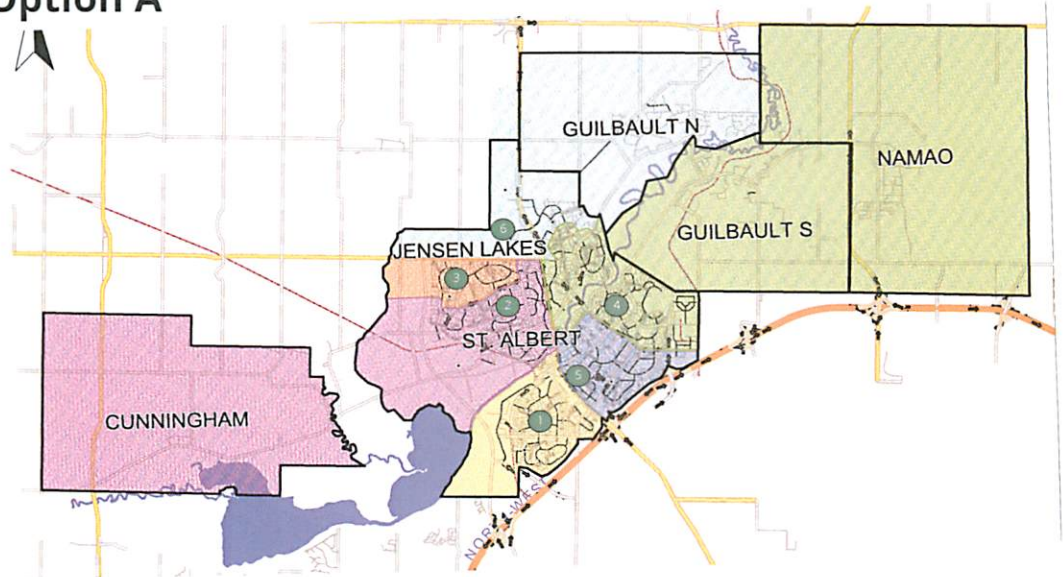 Option A
GUILBAULT N
NAMAO
GUILBAULT S
6
JENSEN LAKES
3
2
4
ST. ALBERT
5
CUNNINGHAM
1